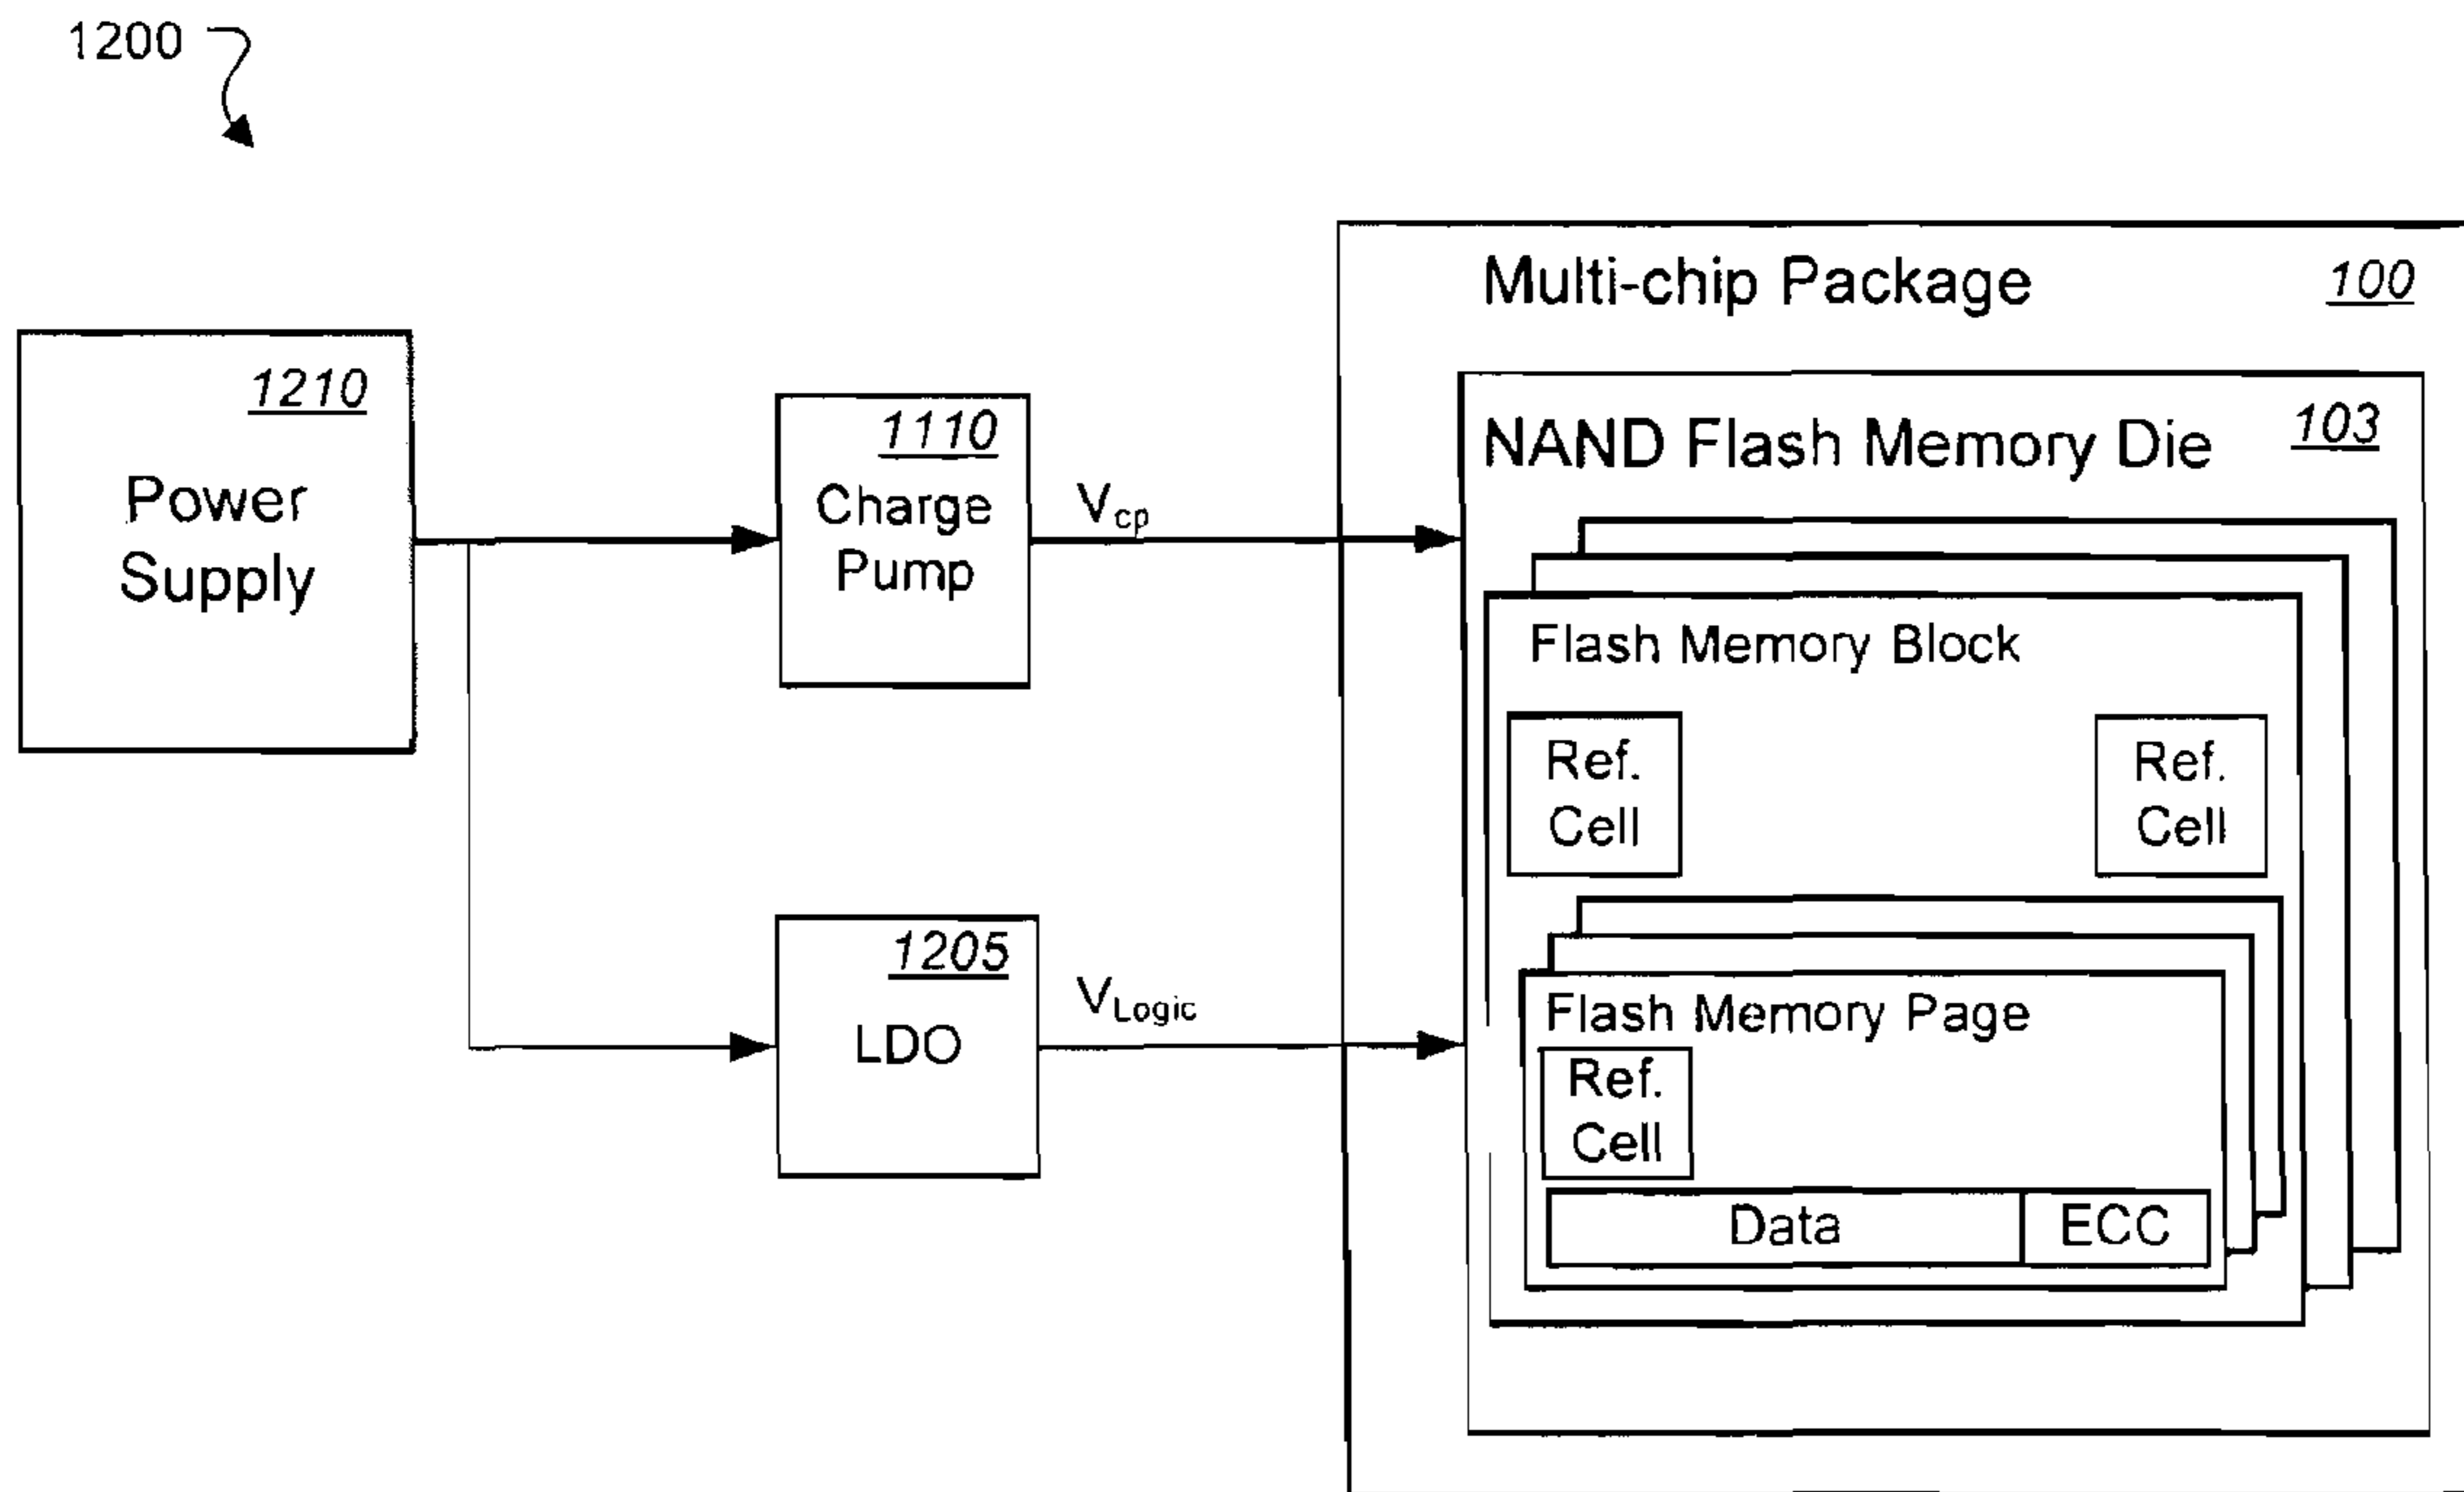 1200
Multi-chip Package
100
1210
Power
Supply
1110
Charge
Pump
Vcp
NAND Flash Memory Die
103
Flash Memory Block
Ref.
Cell
Ref.
Cell
1205
LDO
VLogic
Flash Memory Page
Ref.
Cell
Data
ECC